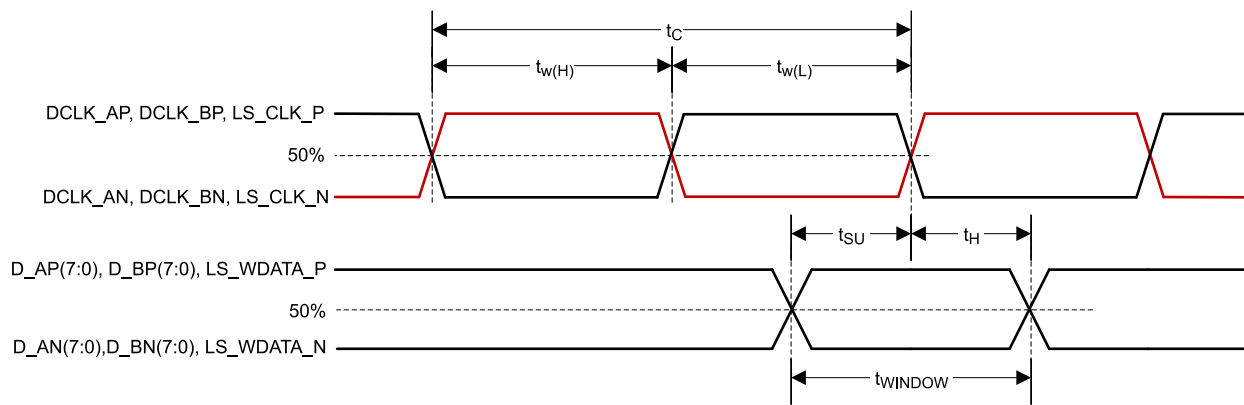 tC
tw(H)
tw(L)
DCLK_AP, DCLK_BP, LS_CLK_P
50%
DCLK_AN, DCLK_BN, LS_CLK_N
tSU
tH
D_AP(7:0), D_BP(7:0), LS_WDATA_P
50%
D_AN(7:0),D_BN(7:0), LS_WDATA_N
tWINDOW